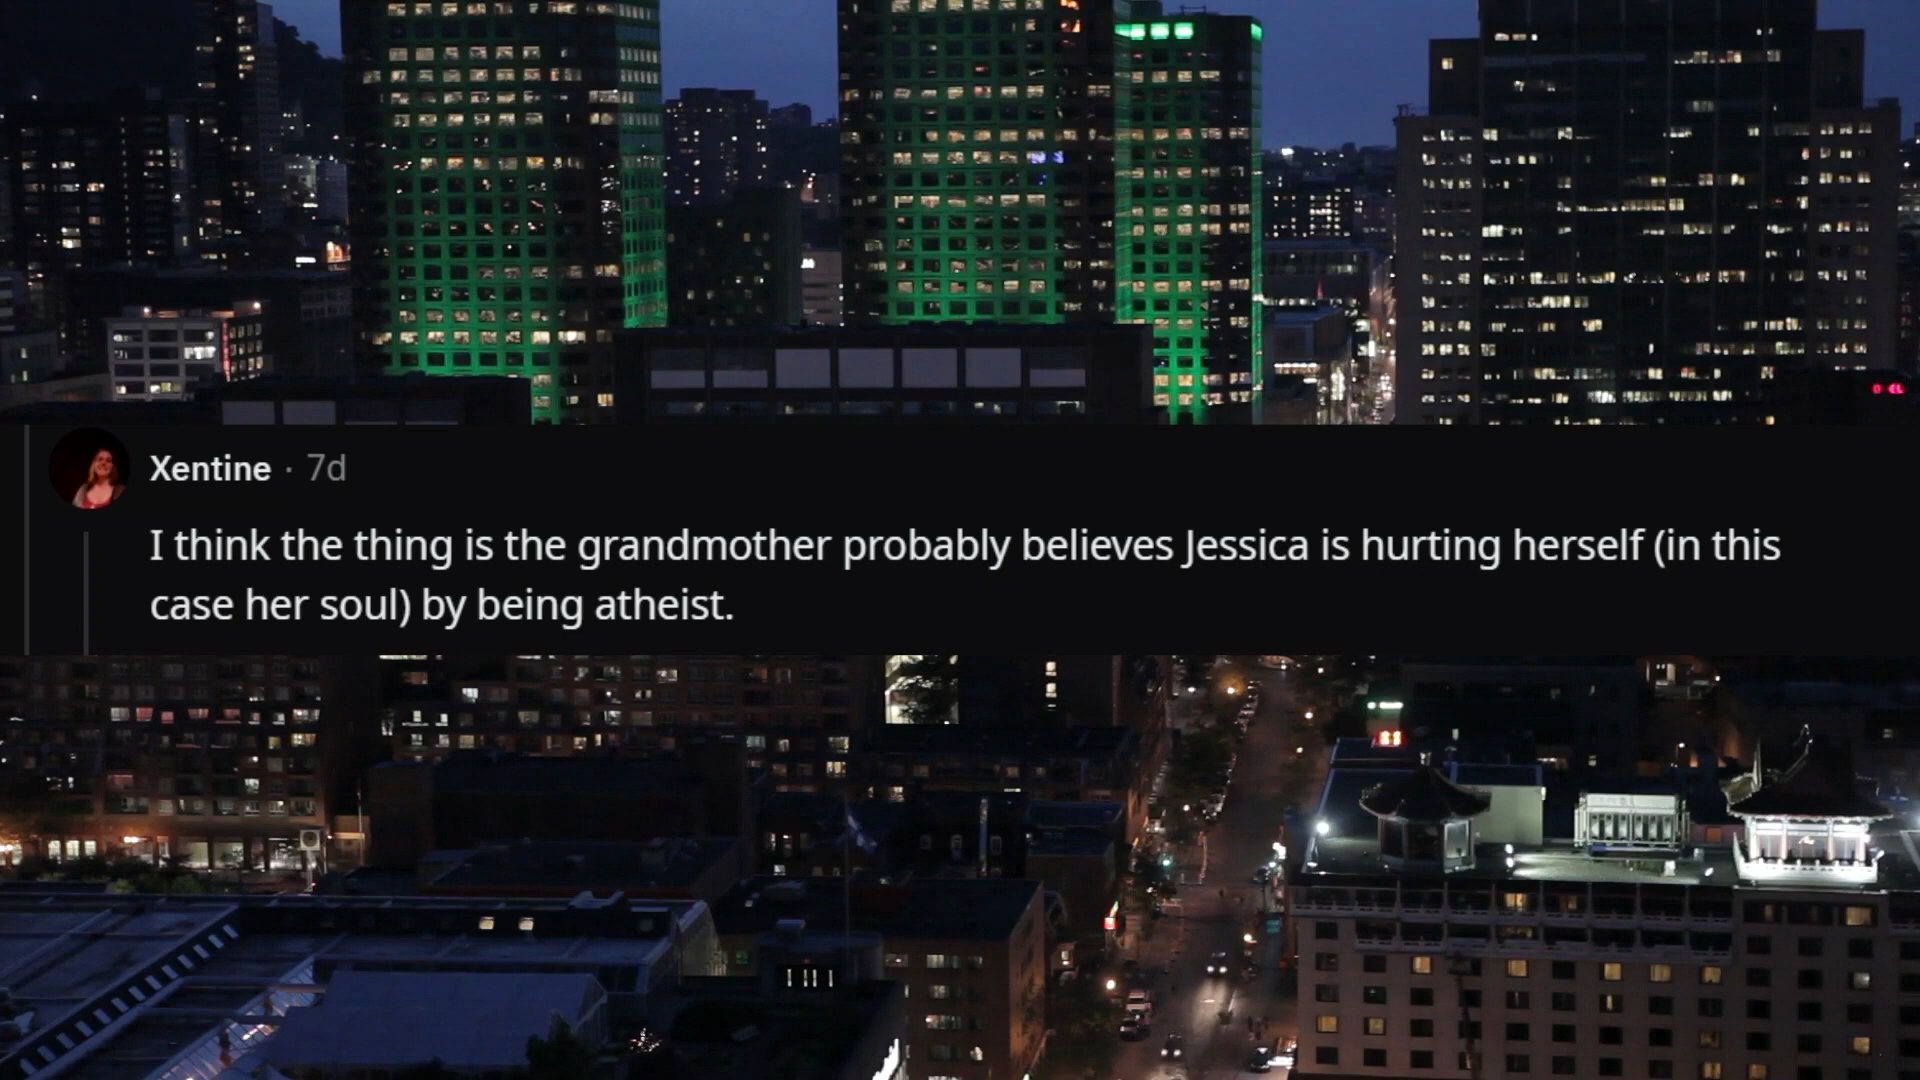 Xentine · 7d
I think the thing is the grandmother probably believes Jessica is hurting herself (in this
case her soul) by being atheist.